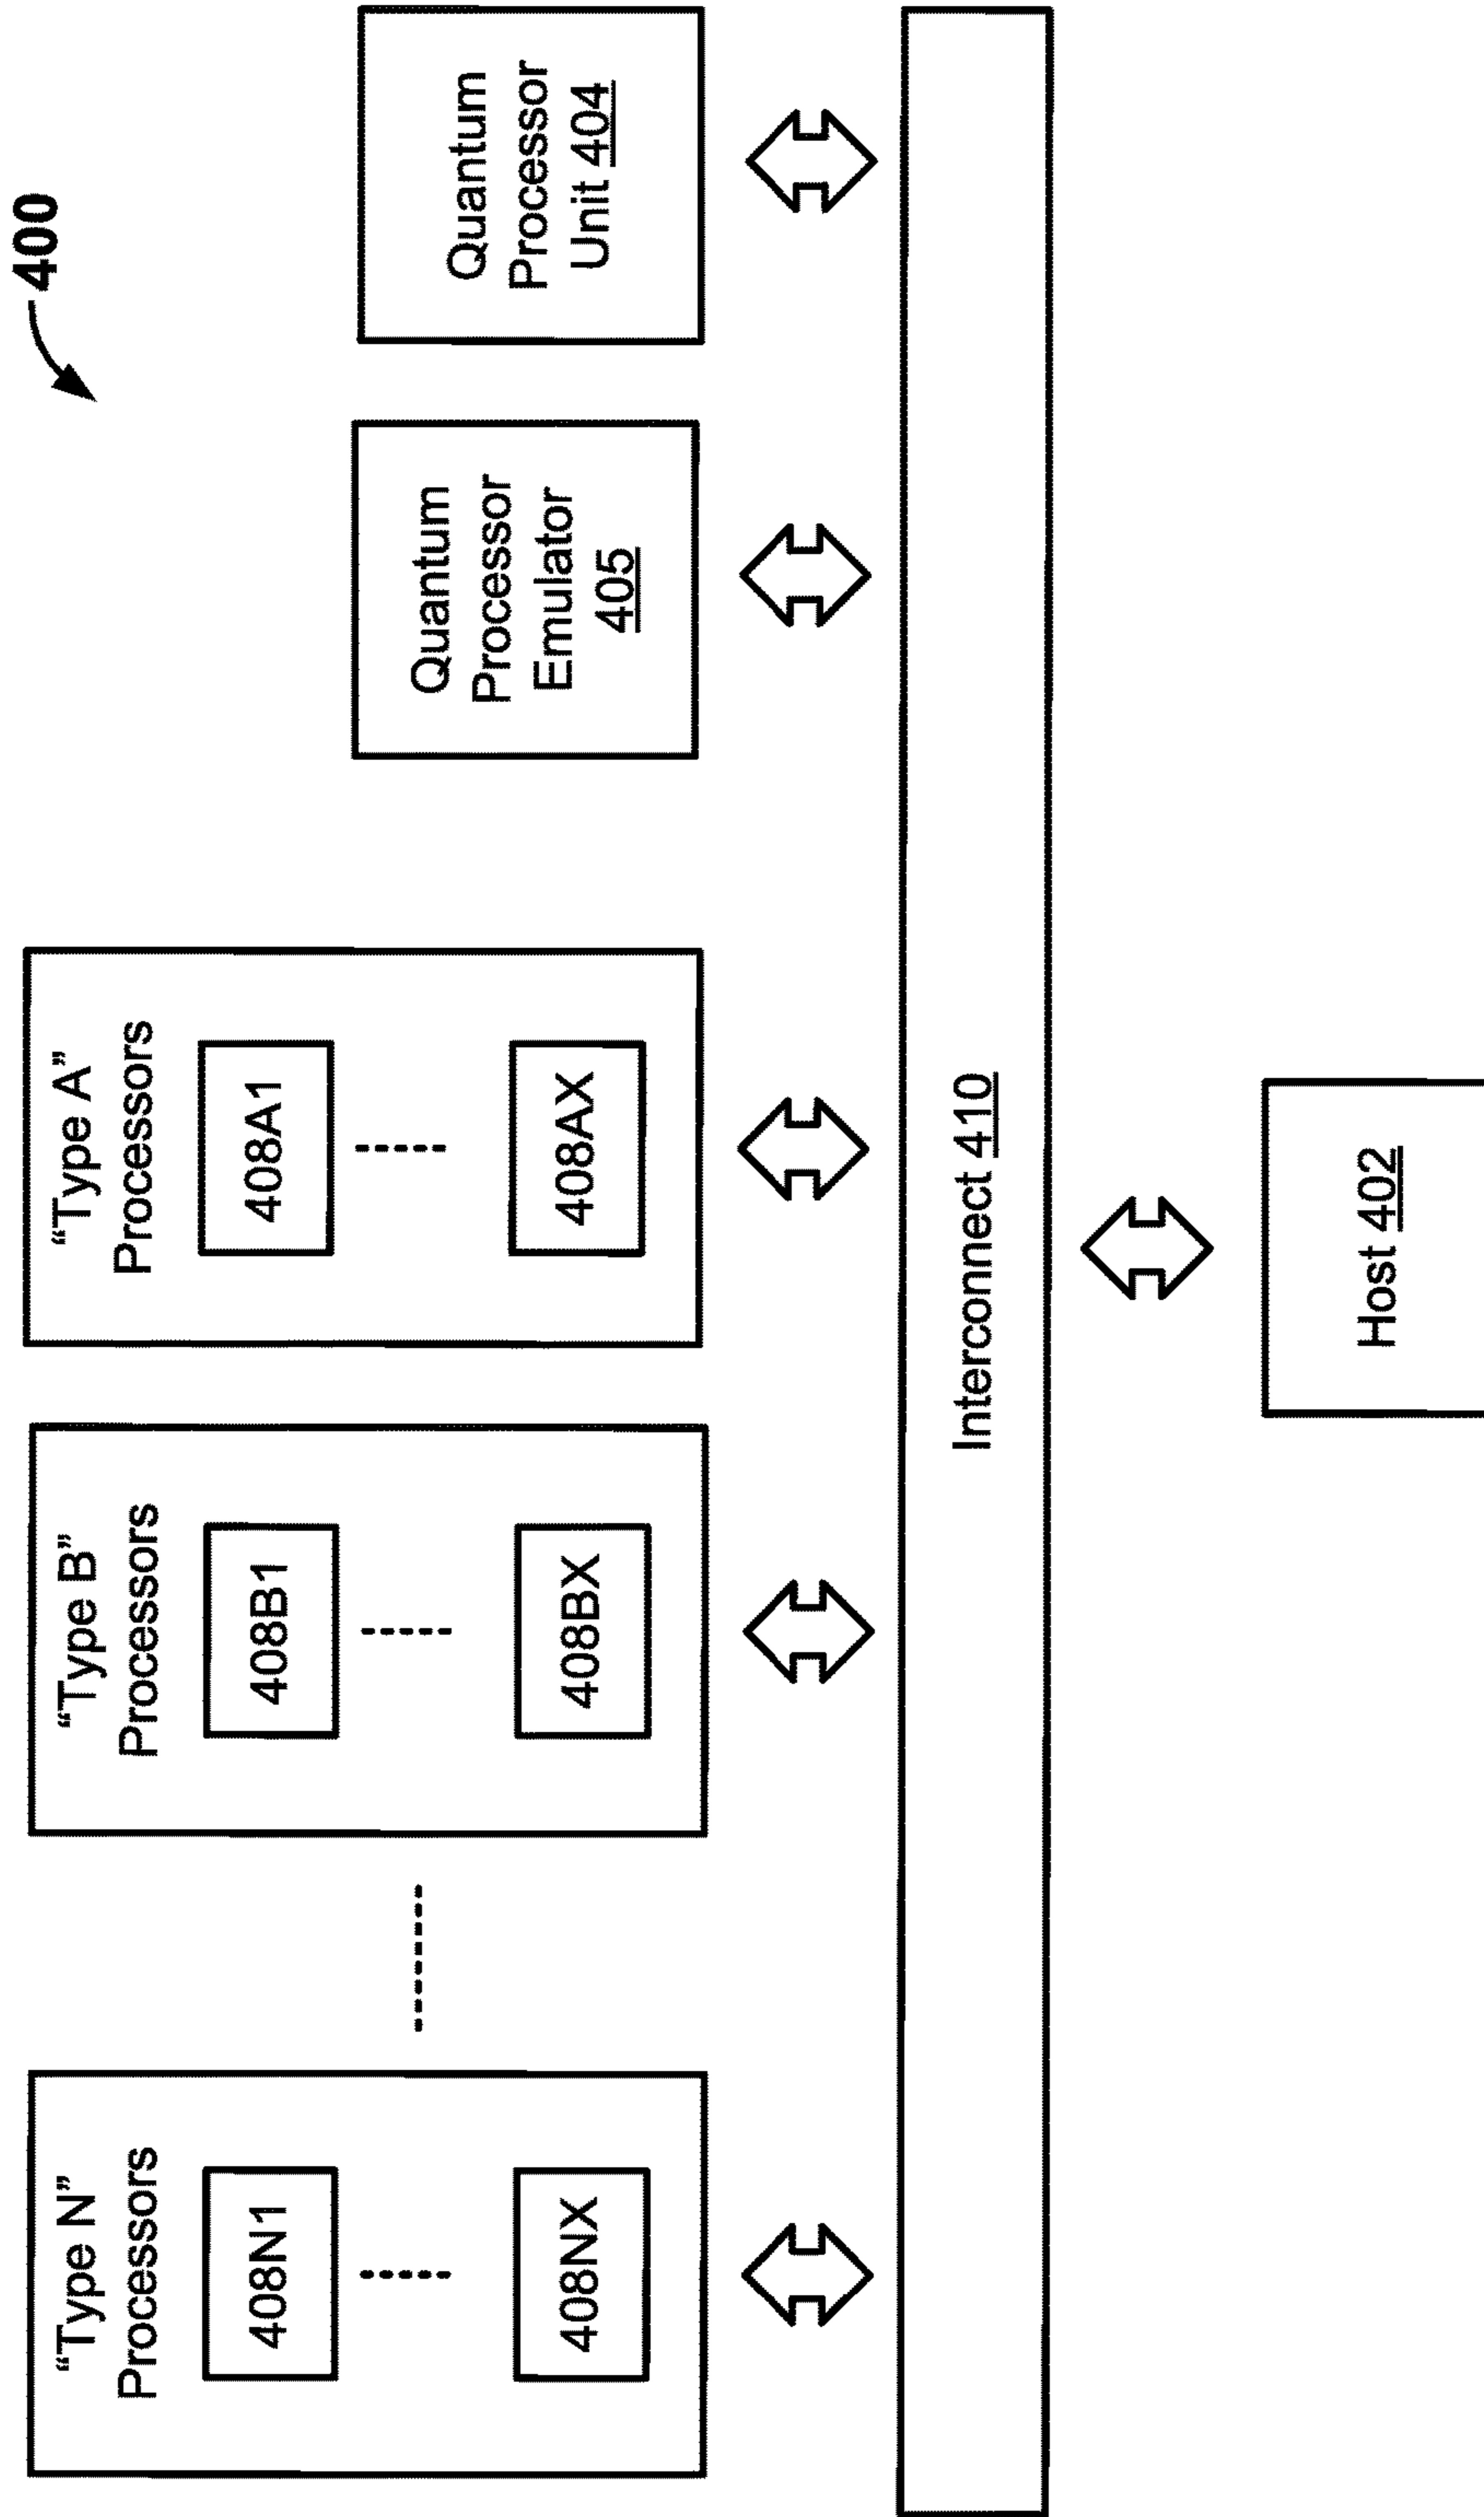 400
“Type N”
Processors
408N1
408NX
“Type B”
Processors
408B1
408BX
“Type A”
Processors
408A1
408AX
Quantum
Processor
Emulator
405
Quantum
Processor
Unit 404
Interconnect 410
Host 402